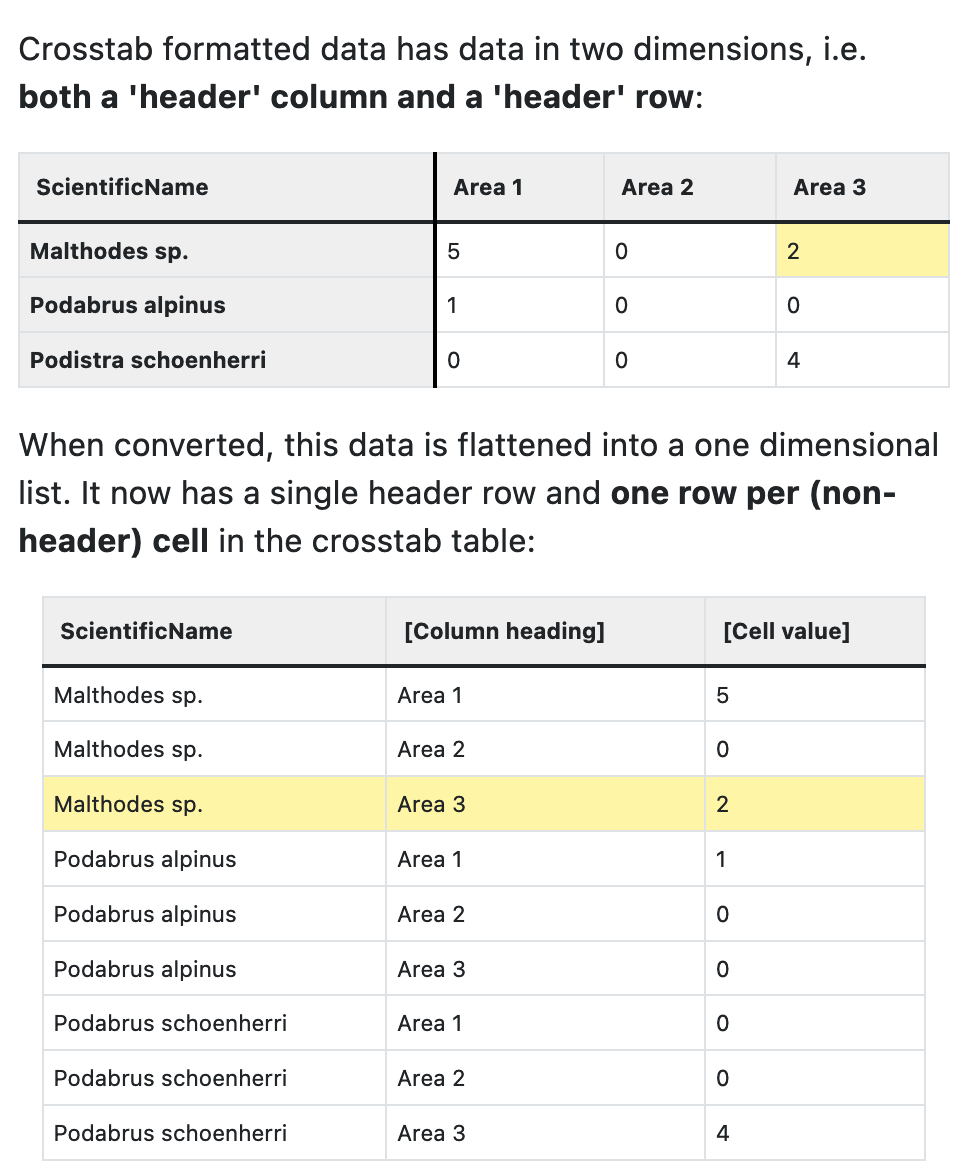 Crosstab formatted data has data in two dimensions, i.e.
both a 'header' column and a 'header' row:
ScientificName Area 1 Area 2 Area 3
Malthodes sp. 5 0 2
Podabrus alpinus 1 0 0
Podistra schoenherri 0 0 4
When converted, this data is flattened into a one dimensional
list. It now has a single header row and one row per (non-
header) cell in the crosstab table:
ScientificName [Column heading] [Cell value]
Malthodes sp. Area 1 5
Malthodes sp. Area 2 0
Malthodes sp. Area 3 2
Podabrus alpinus Area 1 1
Podabrus alpinus Area 2 0
Podabrus alpinus Area 3 0
Podabrus schoenherri Area 1 0
Podabrus schoenherri Area 2 0
Podabrus schoenherri Area 3 4